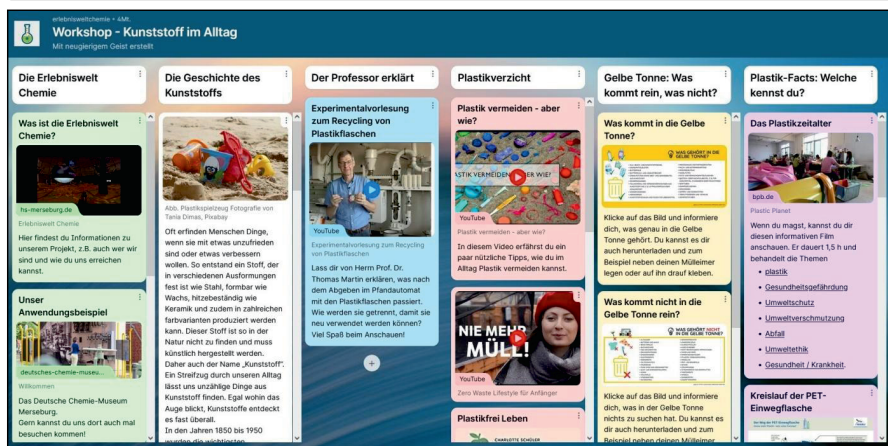 erlebnisweltchemie • 4Mt.
Workshop - Kunststoff im Alltag
Mit neugierigem Geist erstellt
Die Erlebniswelt
Chemie
Was ist die Erlebniswelt
Chemie?
hs-merseburg.de
Erlebniswelt Chemie
Hier findest du Informationen zu
unserem Projekt, z.B. auch wer wir
sind und wie du uns erreichen
kannst.
Unser
Anwendungsbeispiel
deutsches-chemie-museu...
Willkommen
Das Deutsche Chemie-Museum
Merseburg.
Gern kannst du uns dort auch mal
besuchen kommen!
Die Geschichte des
Kunststoffs
Abb. Plastikspielzeug Fotografie von
Tania Dimas, Pixabay
Oft erfinden Menschen Dinge,
wenn sie mit etwas unzufrieden
sind oder etwas verbessern
wollen. So entstand ein Stoff, der
in verschiedenen Ausformungen
fest ist wie Stahl, formbar wie
Wachs, hitzebeständig wie
Keramik und zudem in zahlreichen
farbvarianten produziert werden
kann. Dieser Stoff ist so in der
Natur nicht zu finden und muss
künstlich hergestellt werden.
Daher auch der Name „Kunststoff".
Ein Streifzug durch unseren Alltag
lässt uns unzählige Dinge aus
Kunststoff finden. Egal wohin das
Auge blickt, Kunststoffe entdeckt
es fast überall.
In den Jahren 1850 bis 1950
wurden die wichtigsten
Der Professor erklärt
Experimentalvorlesung
zum Recycling von
Plastikflaschen
YouTube
Experimentalvorlesung zum Recycling
von Plastikflaschen
Lass dir von Herrn Prof. Dr.
Thomas Martin erklären, was nach
dem Abgeben im Pfandautomat
mit den Plastikflaschen passiert.
Wie werden sie getrennt, damit sie
neu verwendet werden können?
Viel Spaß beim Anschauen!
Plastikverzicht
Plastik vermeiden - aber
wie?
PLASTIK VERMEIDEN - ABER WIE?
YouTube
Plastik vermeiden - aber wie?
In diesem Video erfährst du ein
paar nützliche Tipps, wie du im
Alltag Plastik vermeiden kannst.
NIE MEHR
MÜLL!
YouTube
Zero Waste Lifestyle für Anfänger
Plastikfrei Leben
CHARLOTTE SCHÜLER
Gelbe Tonne: Was
kommt rein, was nicht?
Was kommt in die Gelbe
Tonne?
WAS GEHÖRT IN DIE
GELBE TONNE?
Klicke auf das Bild und informiere
dich, was genau in die Gelbe
Tonne gehört. Du kannst es dir
auch herunterladen und zum
Beispiel neben deinen Mülleimer
legen oder auf ihn drauf kleben.
Was kommt nicht in die
Gelbe Tonne rein?
WAS GEHÖRT NICHT
IN DIE GELBE TONNE?
Klicke auf das Bild und informiere
dich, was in der Gelbe Tonne
nichts zu suchen hat. Du kannst es
dir auch herunterladen und zum
Beispiel neben deinen Mülleimer
Plastik-Facts: Welche
kennst du?
Das Plastikzeitalter
bpb.de
Plastic Planet
Wenn du magst, kannst du dir
diesen informativen Film
anschauen. Er dauert 1,5 h und
behandelt die Themen
• plastik
• Gesundheitsgefährdung
• Umweltschutz
• Umweltverschmutzung
• Abfall
• Umweltethik
• Gesundheit / Krankheit.
Kreislauf der PET-
Einwegflasche